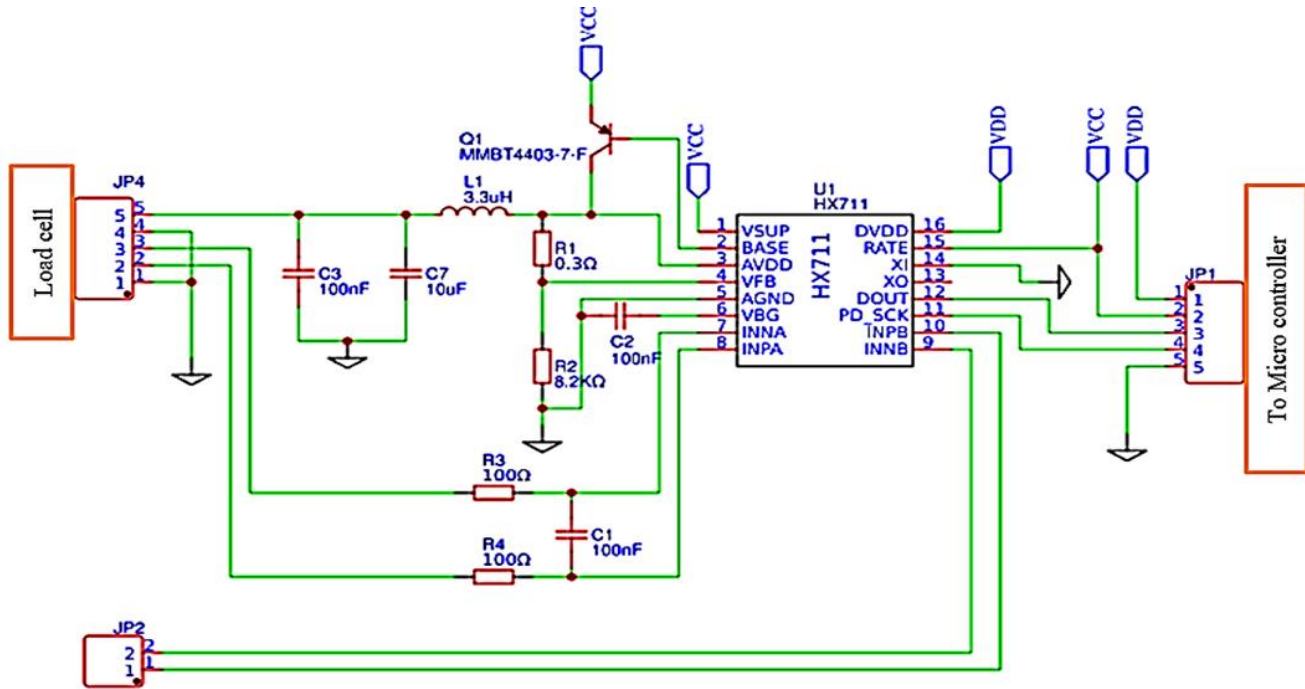 VCC
Q1
MMBT4403-7-F
VCC
VDD
VCC
VDD
Load cell
JP4
5 5
4 4
3 3
2 2
1 1
L1
3.3uH
C3
100nF
C7
10uF
R1
0.3Ω
R2
8.2KΩ
C2
100nF
U1
HX711
HX711
1 VSUP
2 BASE
3 AVDD
4 VFB
5 AGND
6 VBG
7 INNA
8 INPA
DVDD 16
RATE 15
XI 14
XO 13
DOUT 12
PD_SCK 11
INPB 10
INNB 9
JP1
1 1
2 2
3 3
4 4
5 5
To Micro controller
R3
100Ω
C1
100nF
R4
100Ω
JP2
2 2
1 1